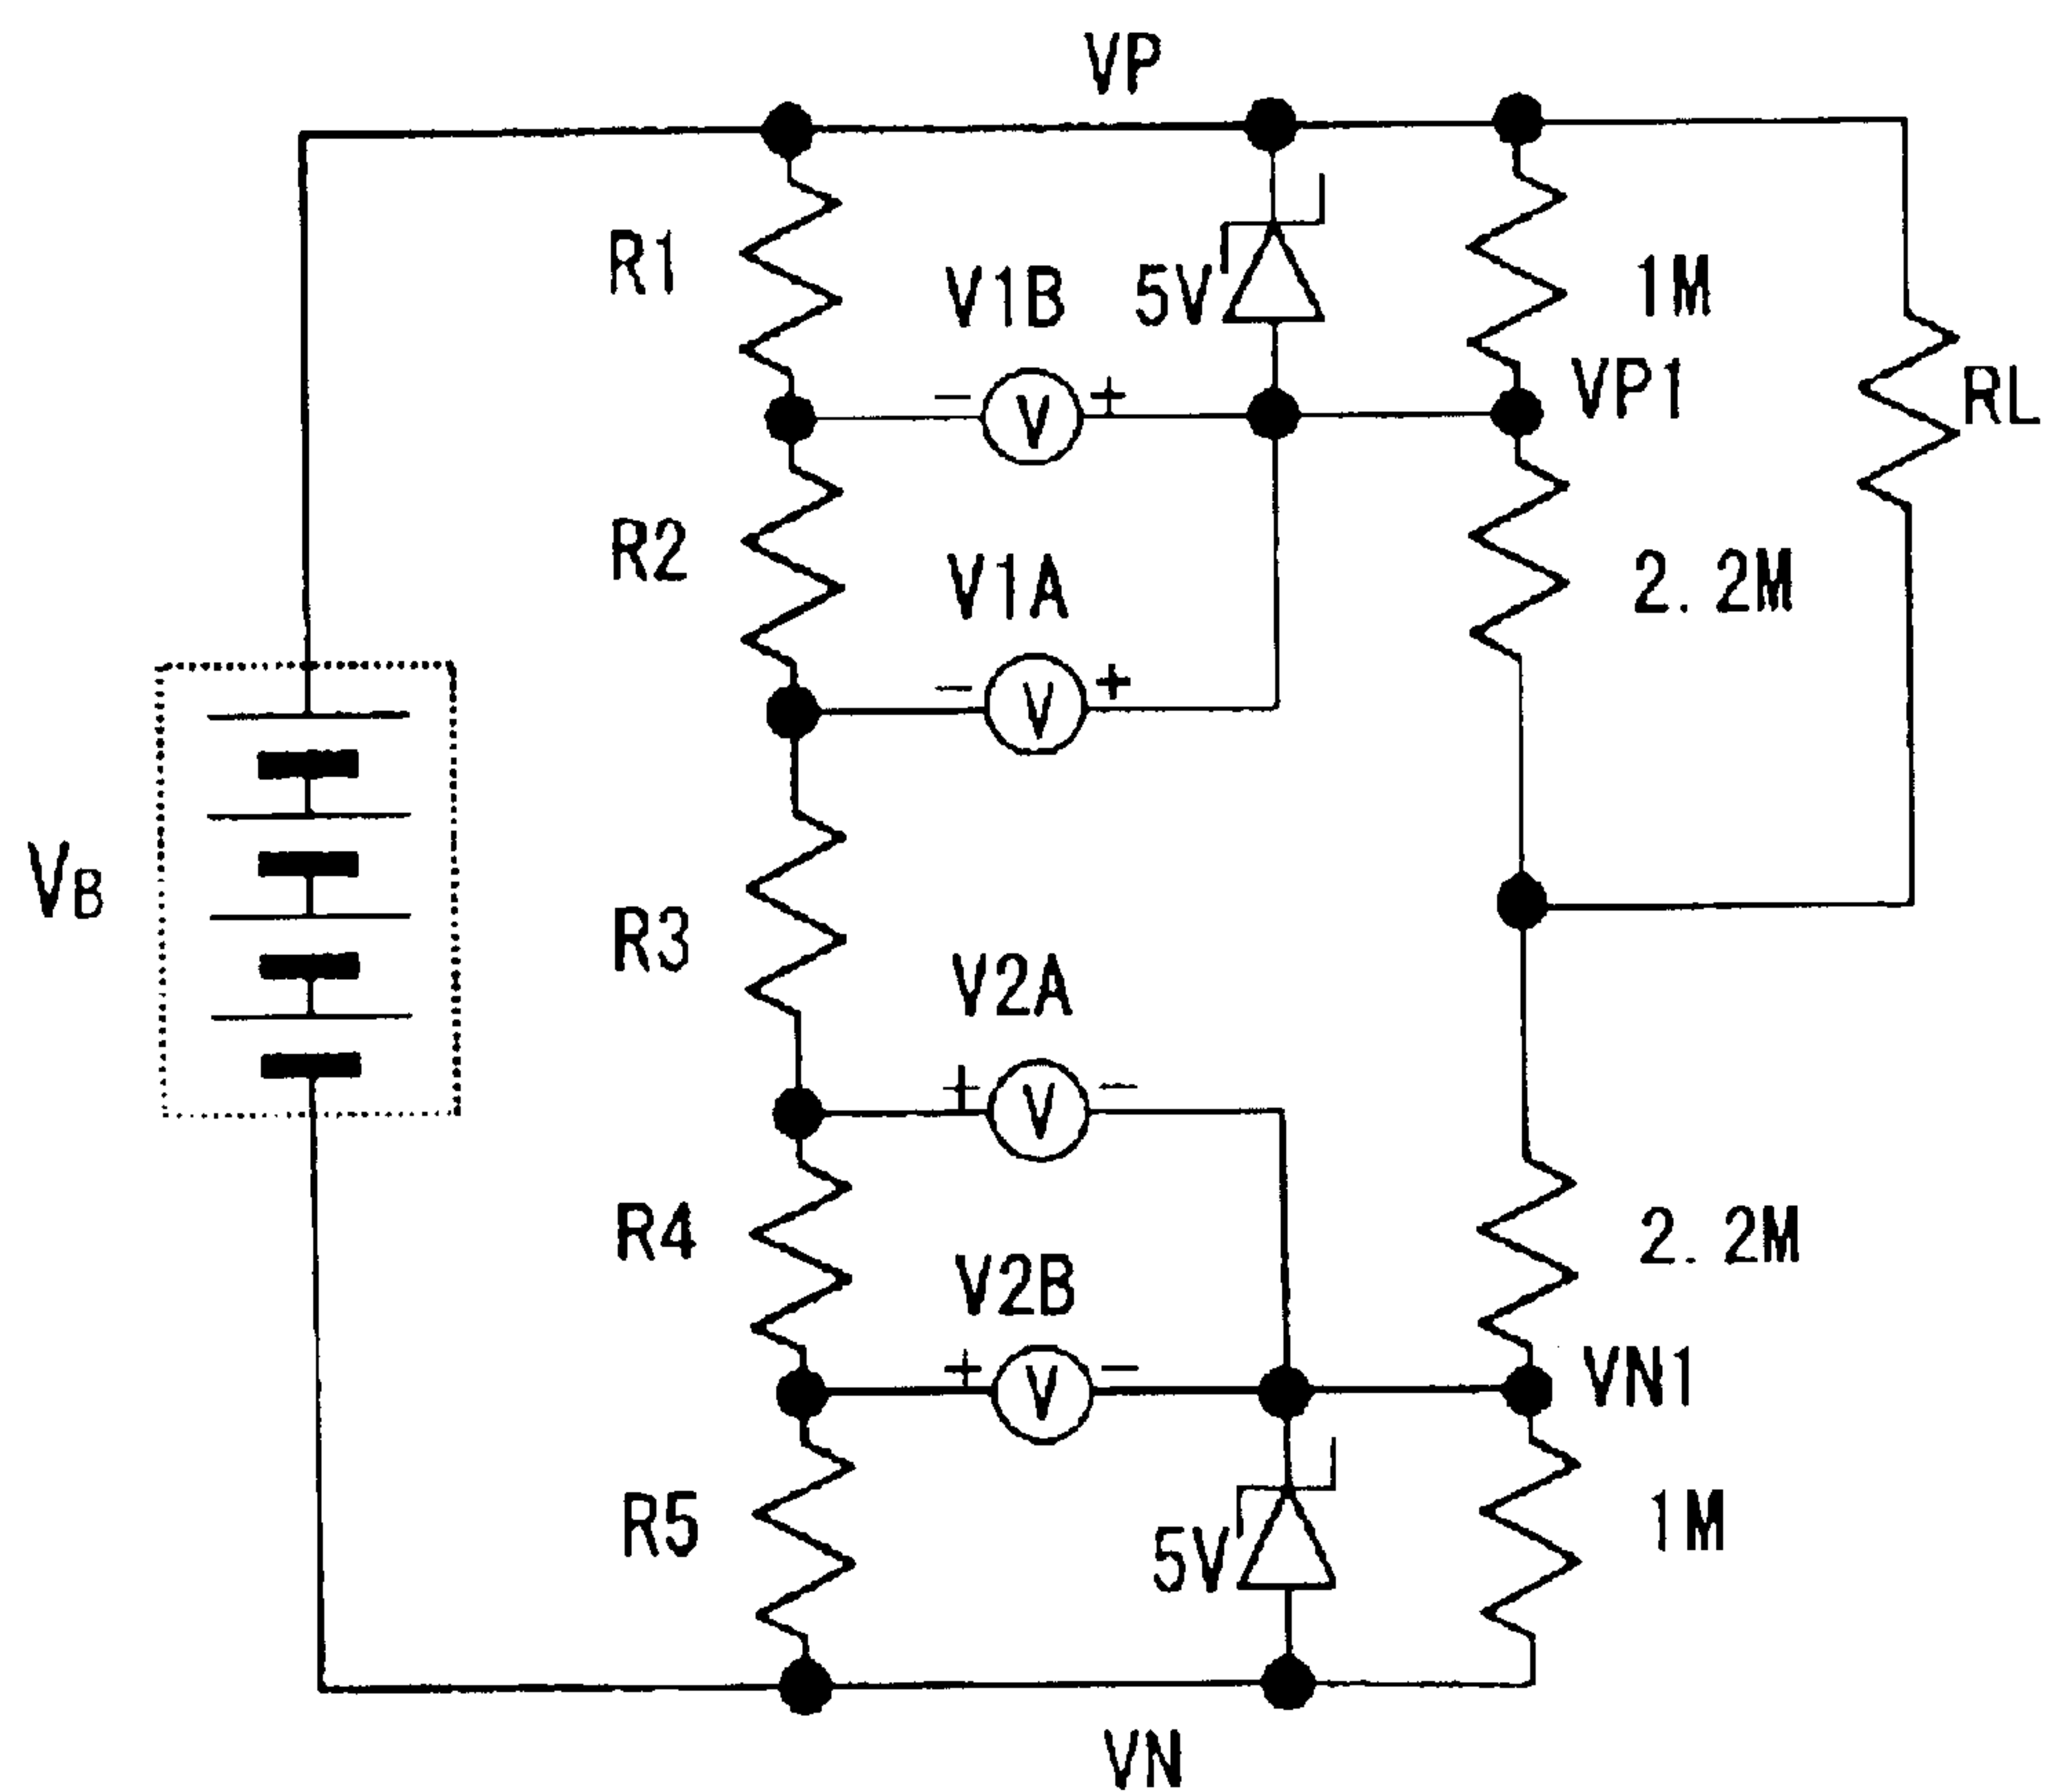 VP
R1
V1B
5V
1M
VP1
RL
- V +
R2
V1A
2.2M
- V +
VB
R3
V2A
+ V -
R4
2.2M
V2B
VN1
+ V -
R5
5V
1M
VN